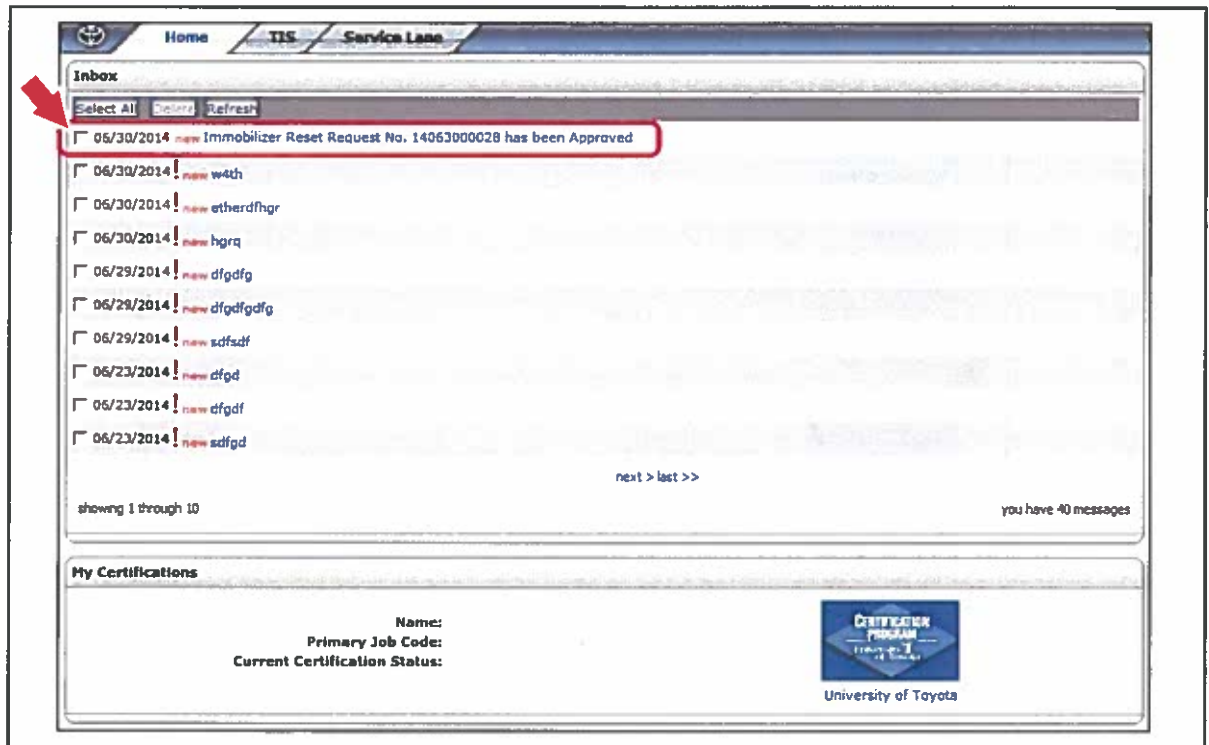 Home TIS Service Lane
Inbox
Select All Delete Refresh
06/30/2014 new Immobilizer Reset Request No. 14063000028 has been Approved
06/30/2014 ! new w4th
06/30/2014 ! new etherdfhgr
06/30/2014 ! new hgrq
06/29/2014 ! new dfgdfg
06/29/2014 ! new dfgdfgdfg
06/29/2014 ! new sdfsdf
06/23/2014 ! new dfgd
06/23/2014 ! new dfgdf
06/23/2014 ! new sdfgd
next > last >>
showing 1 through 10 you have 40 messages
My Certifications
Name:
Primary Job Code:
Current Certification Status:
CERTIFICATION
PROGRAM
University of Toyota